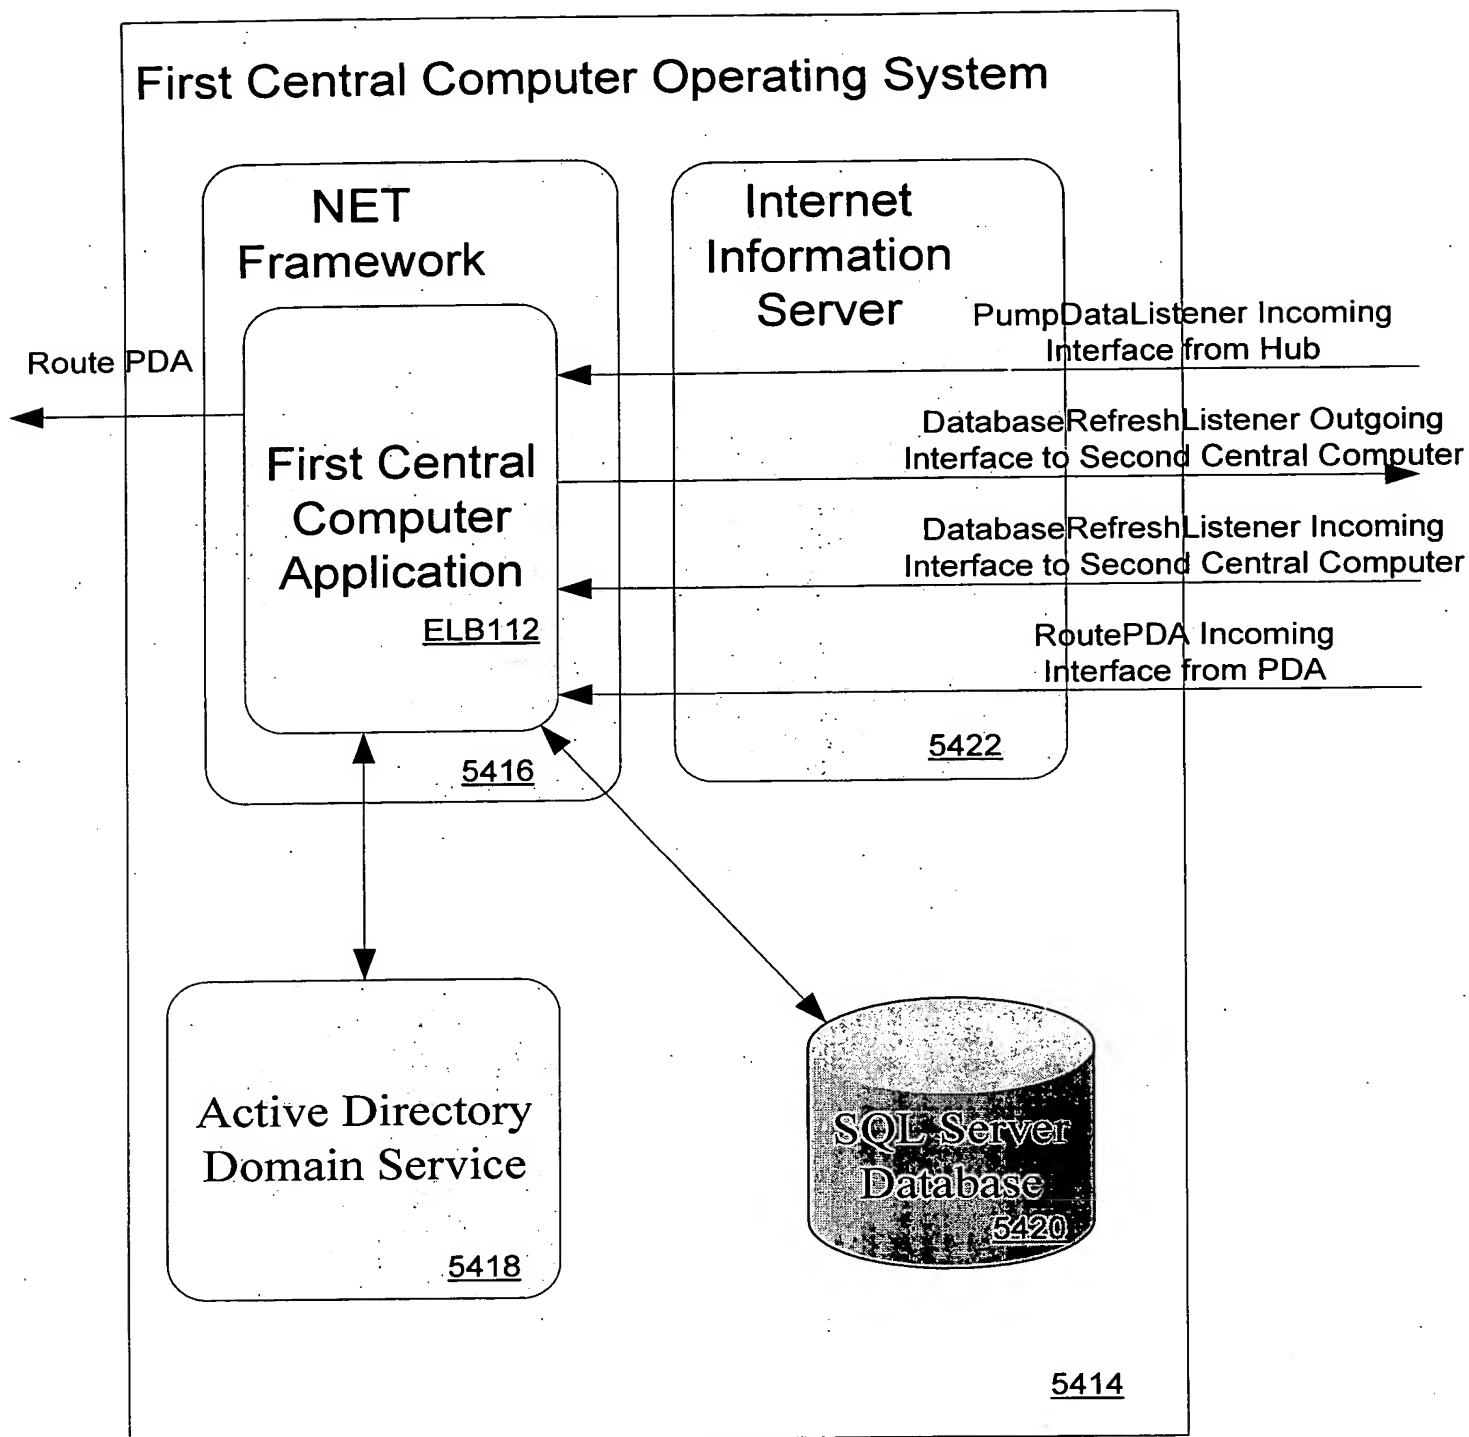 First Central Computer Operating System
NET
Framework
Internet
Information
Server
PumpDataListener Incoming
Interface from Hub
Route PDA
DatabaseRefreshListener Outgoing
Interface to Second Central Computer
First Central
Computer
Application
ELB112
DatabaseRefreshListener Incoming
Interface to Second Central Computer
RoutePDA Incoming
Interface from PDA
5422
5416
Active Directory
Domain Service
5418
SQL Server
Database
5420
5414